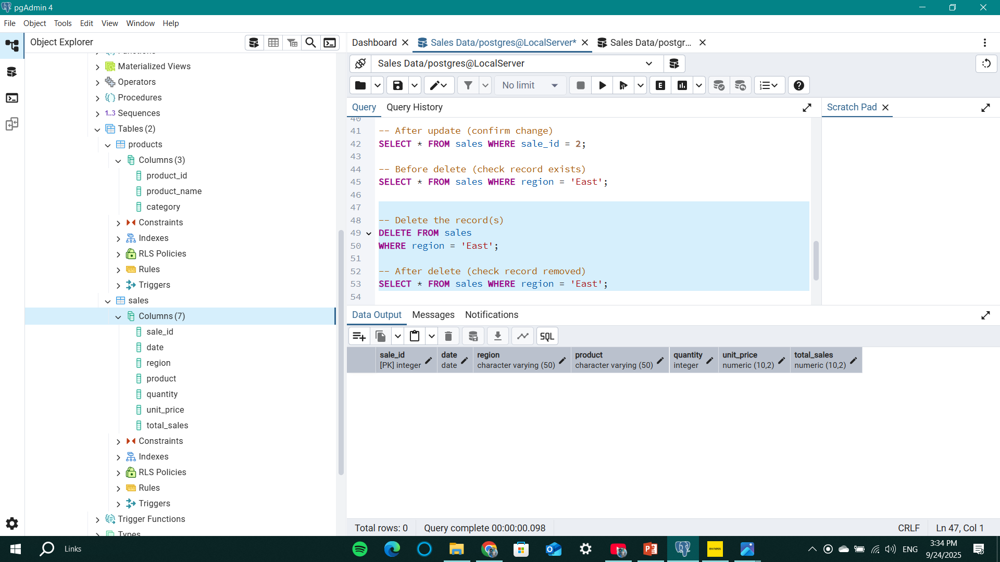 pgAdmin 4
File Object Tools Edit View Window Help
Object Explorer
Functions
Materialized Views
Operators
Procedures
1..3 Sequences
Tables (2)
products
Columns (3)
product_id
product_name
category
Constraints
Indexes
RLS Policies
Rules
Triggers
sales
Columns (7)
sale_id
date
region
product
quantity
unit_price
total_sales
Constraints
Indexes
RLS Policies
Rules
Triggers
Trigger Functions
Types
Dashboard
Sales Data/postgres@LocalServer*
Sales Data/postgr...
Sales Data/postgres@LocalServer
No limit
E
Query Query History
Scratch Pad
40
41 -- After update (confirm change)
42 SELECT * FROM sales WHERE sale_id = 2;
43
44 -- Before delete (check record exists)
45 SELECT * FROM sales WHERE region = 'East';
46
47
48 -- Delete the record(s)
49 DELETE FROM sales
50 WHERE region = 'East';
51
52 -- After delete (check record removed)
53 SELECT * FROM sales WHERE region = 'East';
54
Data Output Messages Notifications
SQL
sale_id date region product quantity unit_price total_sales
[PK] integer date character varying (50) character varying (50) integer numeric (10,2) numeric (10,2)
Total rows: 0 Query complete 00:00:00.098 CRLF Ln 47, Col 1
Links
exness
ENG
3:34 PM
9/24/2025